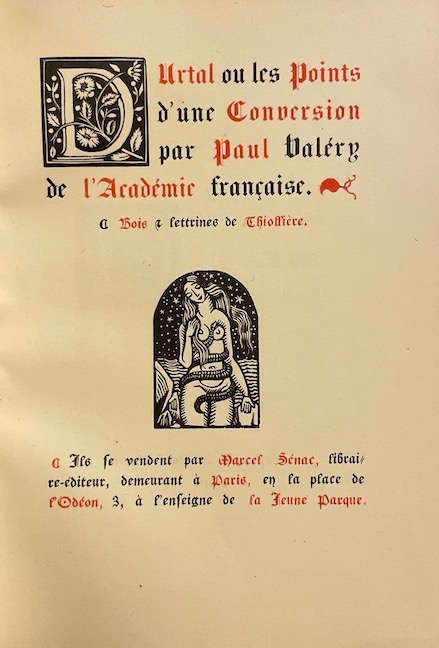 DUrtal ou les Points
d'une Conversion
par Paul Valéry
de l'Académie française.
Bois & lettrines de Thiollière.
Ils se vendent par Marcel Sénac, librai-
re-éditeur, demeurant à Paris, en la place de
l'Odéon, 3, à l'enseigne de la Jeune Parque.